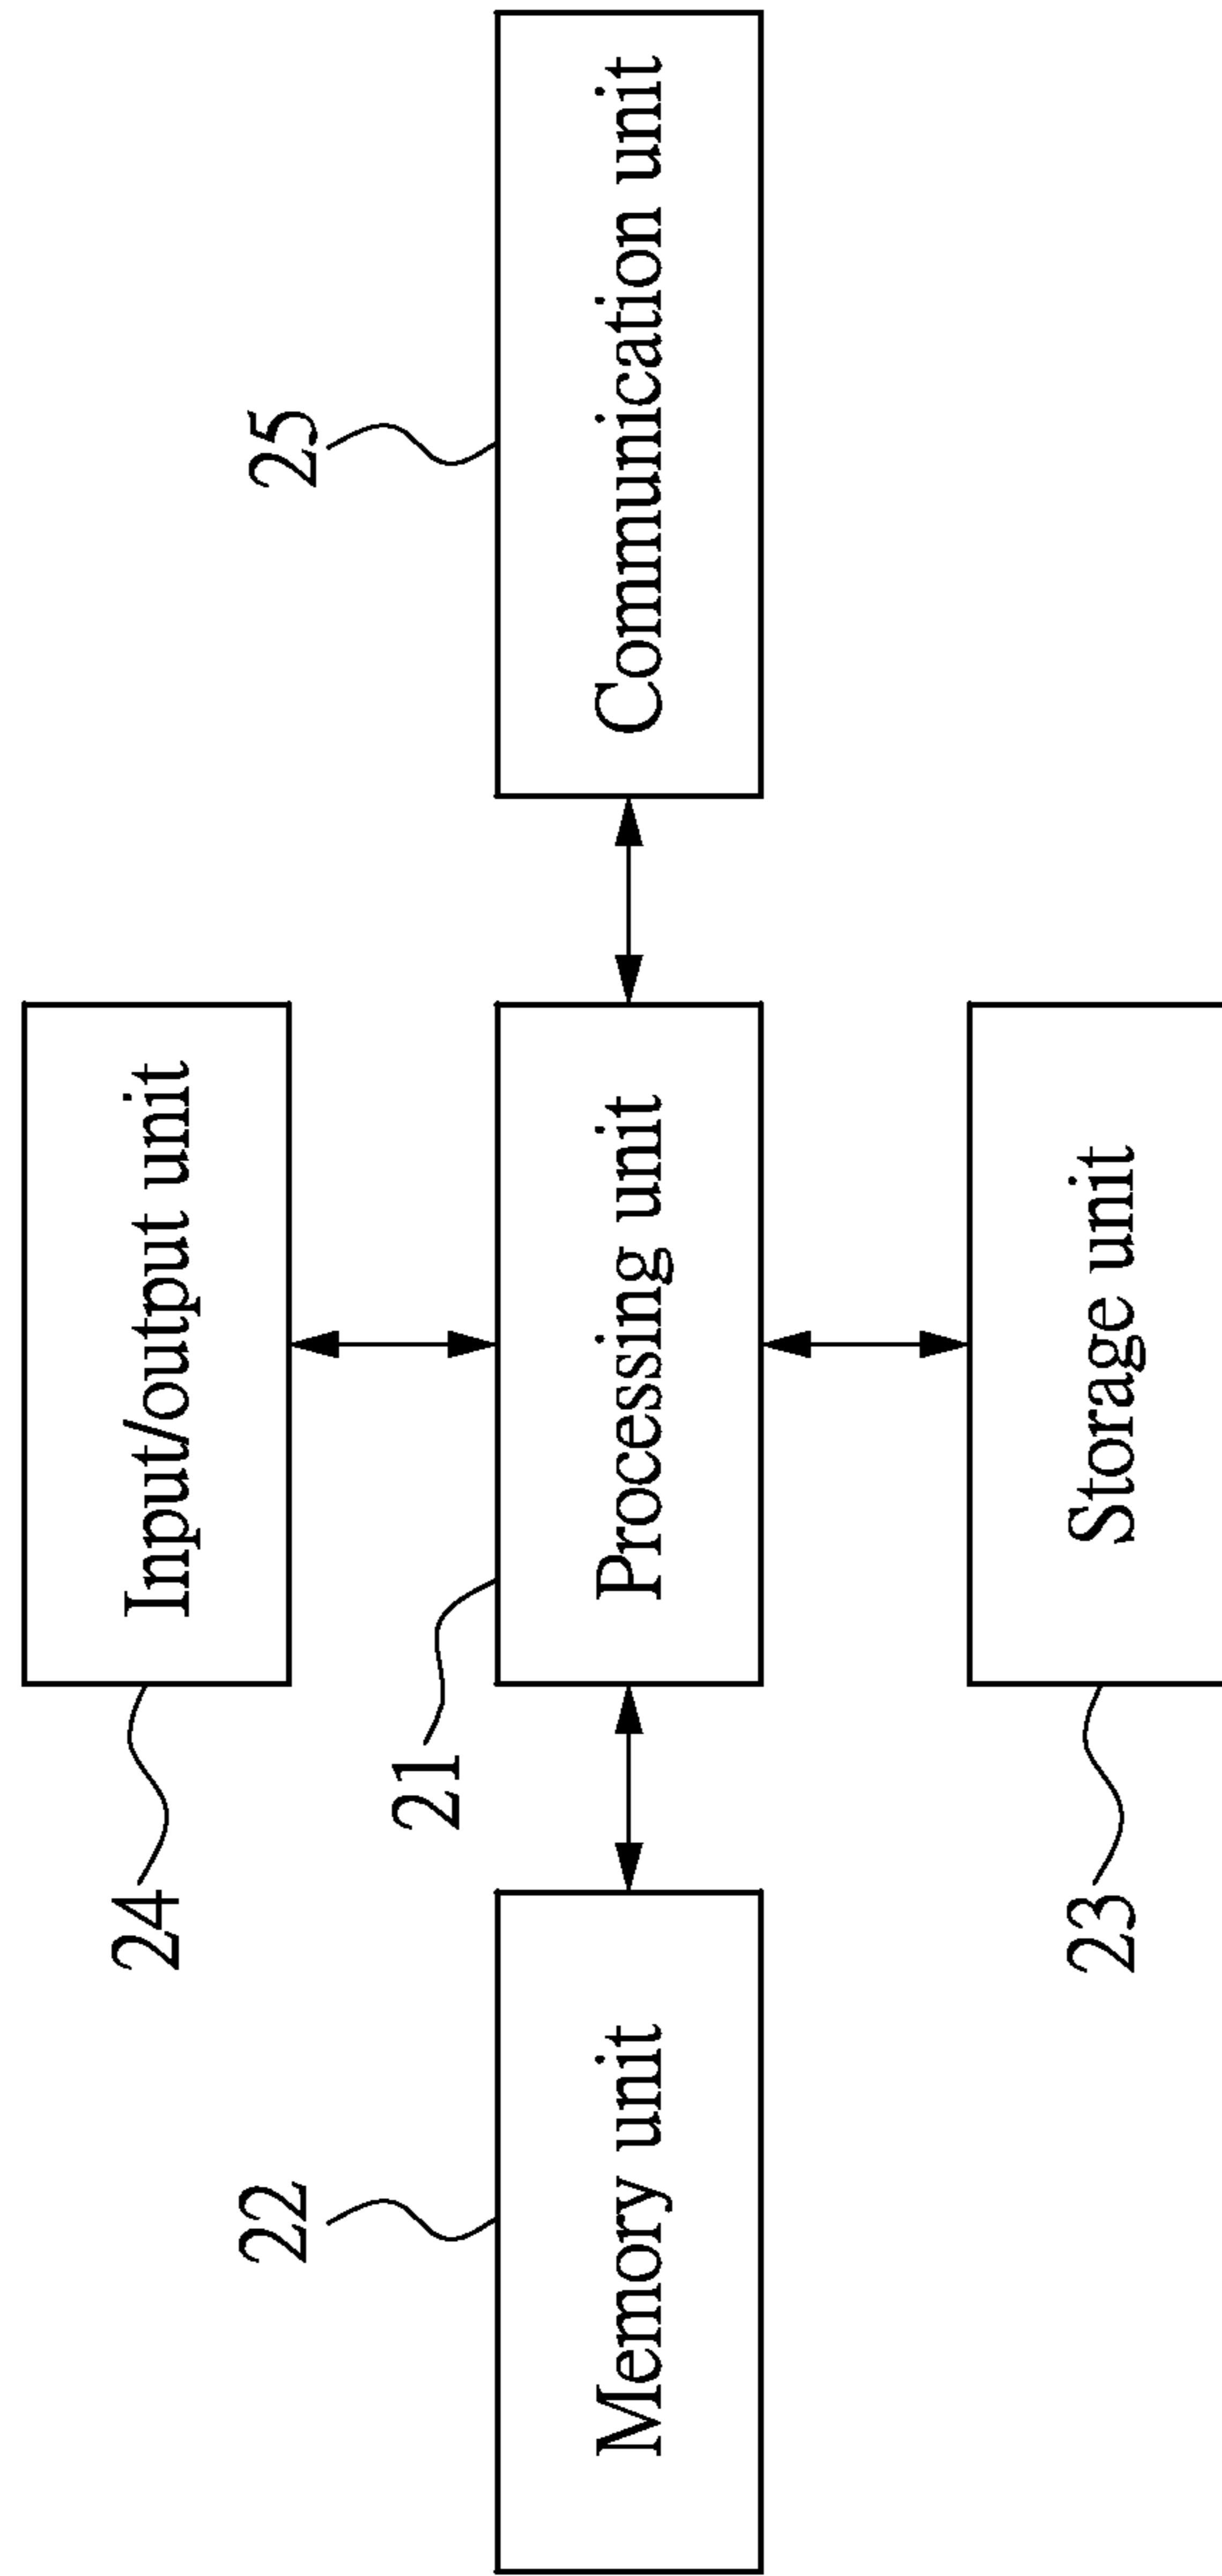 24
Input/output unit
22
25
21
Memory unit
Processing unit
Communication unit
23
Storage unit